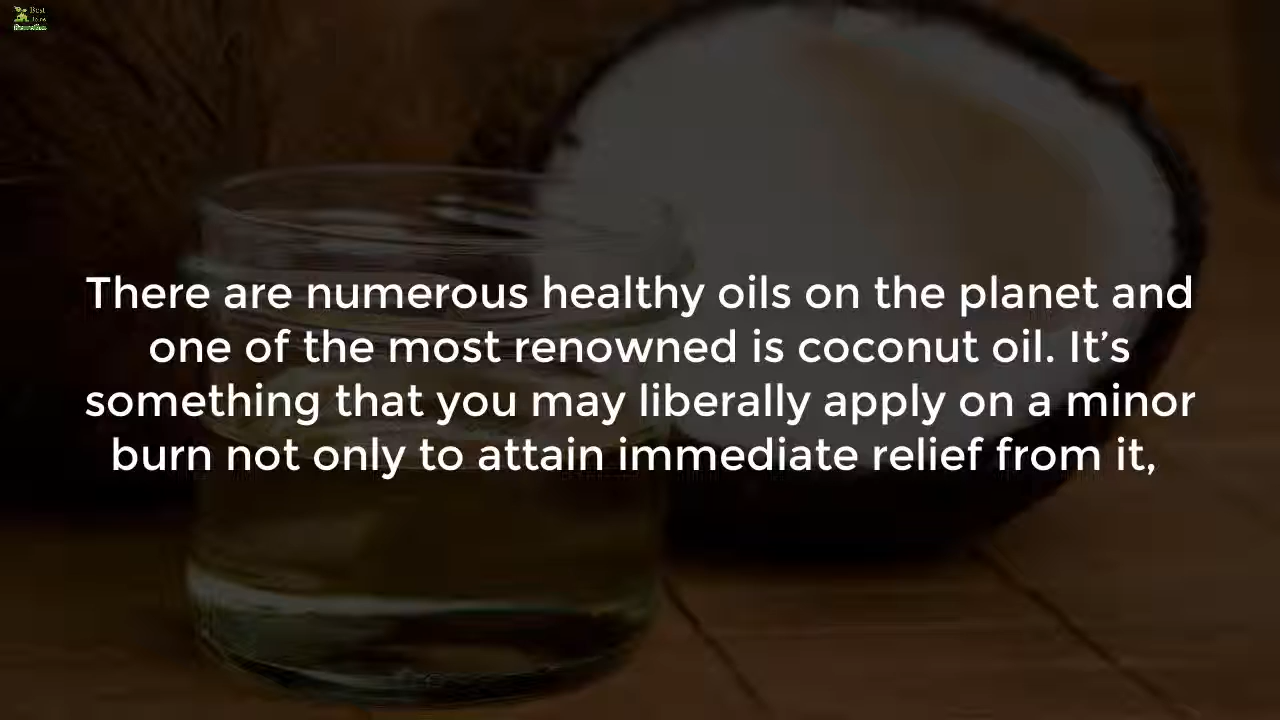 Best
There are numerous healthy oils on the planet and
one of the most renowned is coconut oil. It’s
something that you may liberally apply on a minor
burn not only to attain immediate relief from it,